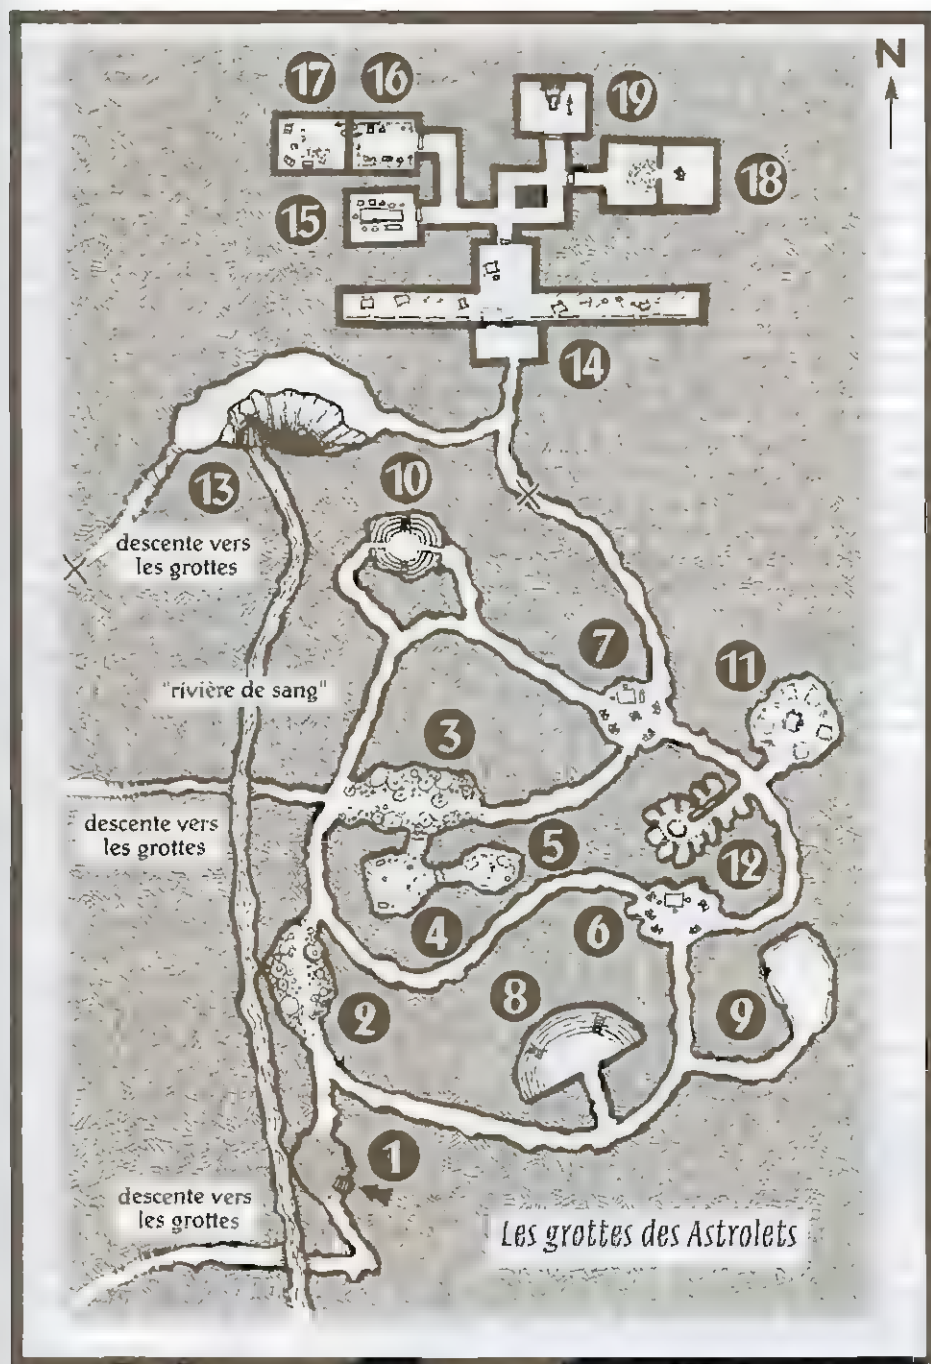 N
17
16
19
18
15
14
13
10
descente vers
les grottes
7
11
"rivière de sang"
3
descente vers
les grottes
5
12
4
6
8
9
2
1
descente vers
les grottes
Les grottes des Astrolets